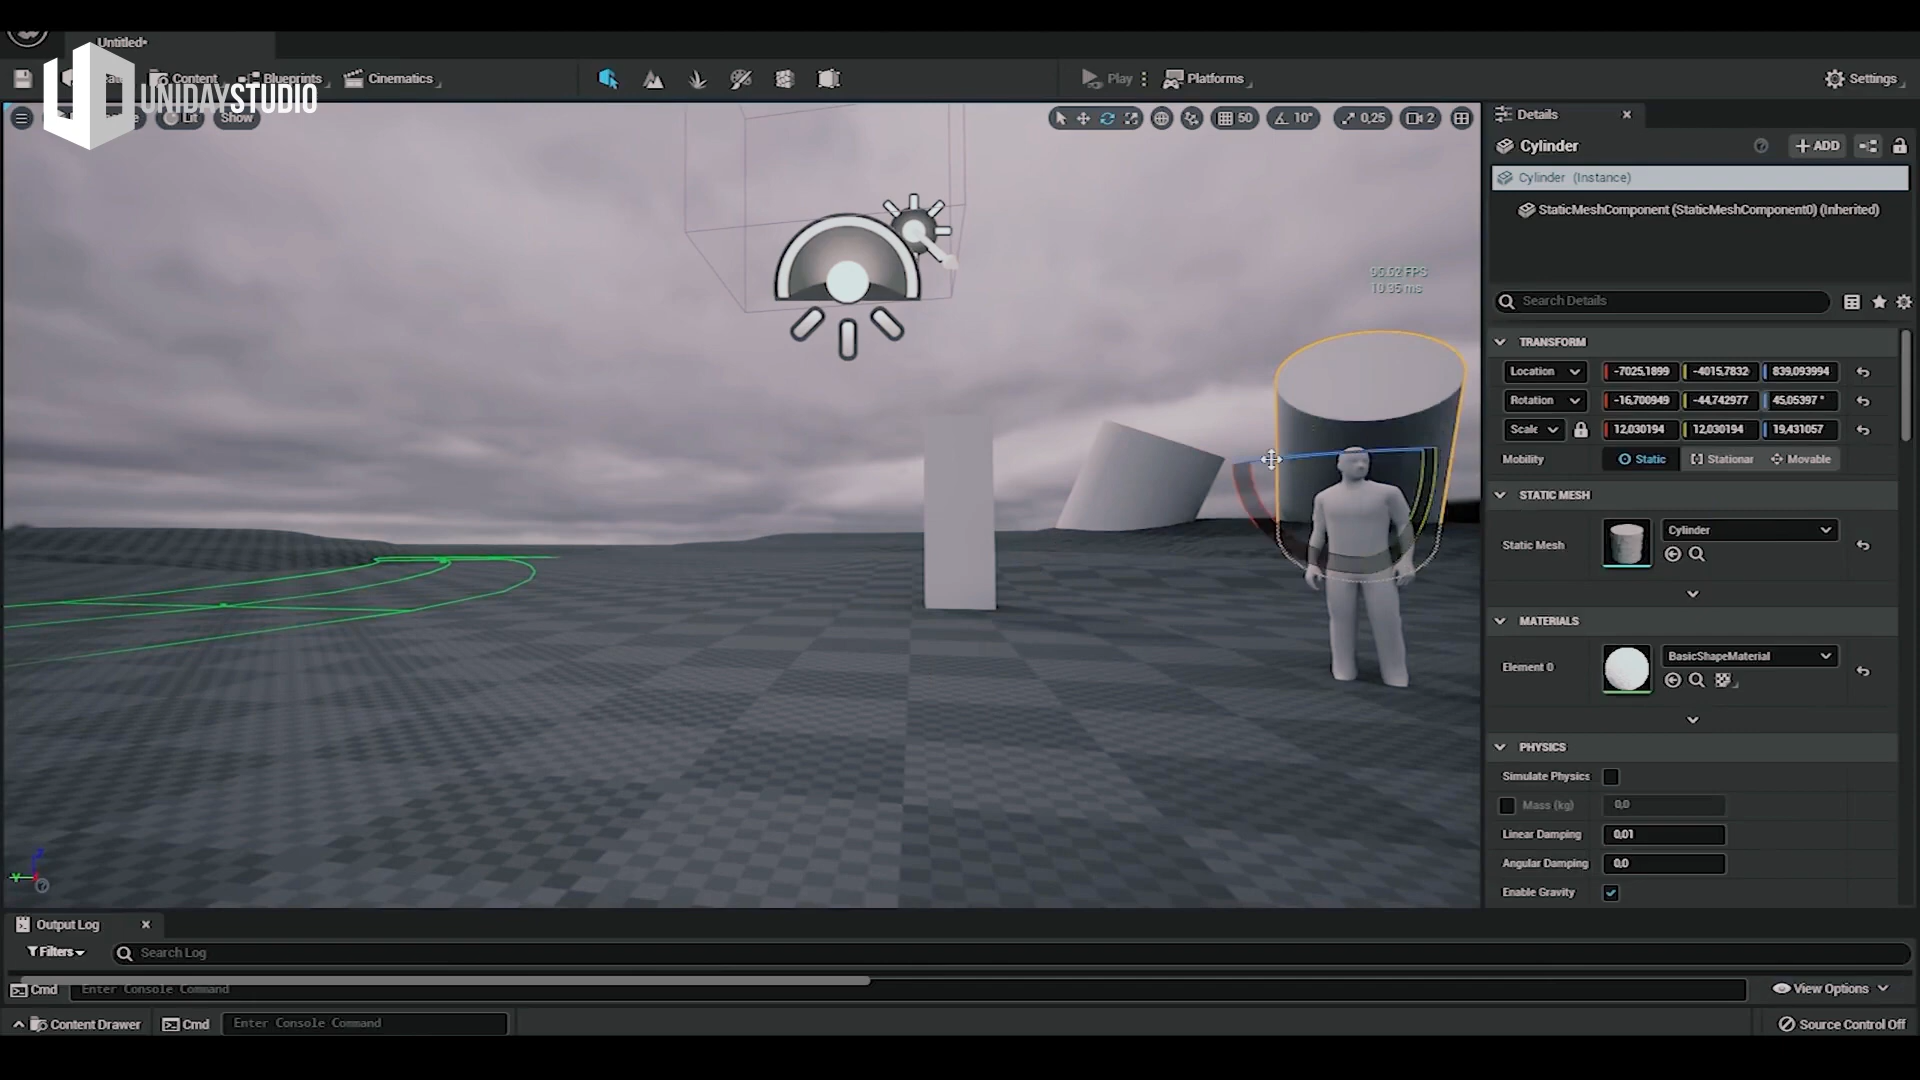 Untitled*
Content
Blueprints
Cinematics
Play
Platforms
Settings
UNIDAYSTUDIO
Lit
Show
50
10°
0,25
2
Details
Cylinder
ADD
Cylinder (Instance)
StaticMeshComponent (StaticMeshComponent0) (Inherited)
Search Details
TRANSFORM
Location
-7025,1899
-4015,7832
839,093994
Rotation
-16,700949
-44,742977
45,05397 °
Scale
12,030194
12,030194
19,431057
Mobility
Static
Stationar
Movable
STATIC MESH
Static Mesh
Cylinder
MATERIALS
Element 0
BasicShapeMaterial
PHYSICS
Simulate Physics
Mass (kg)
0,0
Linear Damping
0,01
Angular Damping
0,0
Enable Gravity
Output Log
Filters
Search Log
Cmd
Enter Console Command
View Options
Content Drawer
Cmd
Enter Console Command
Source Control Off